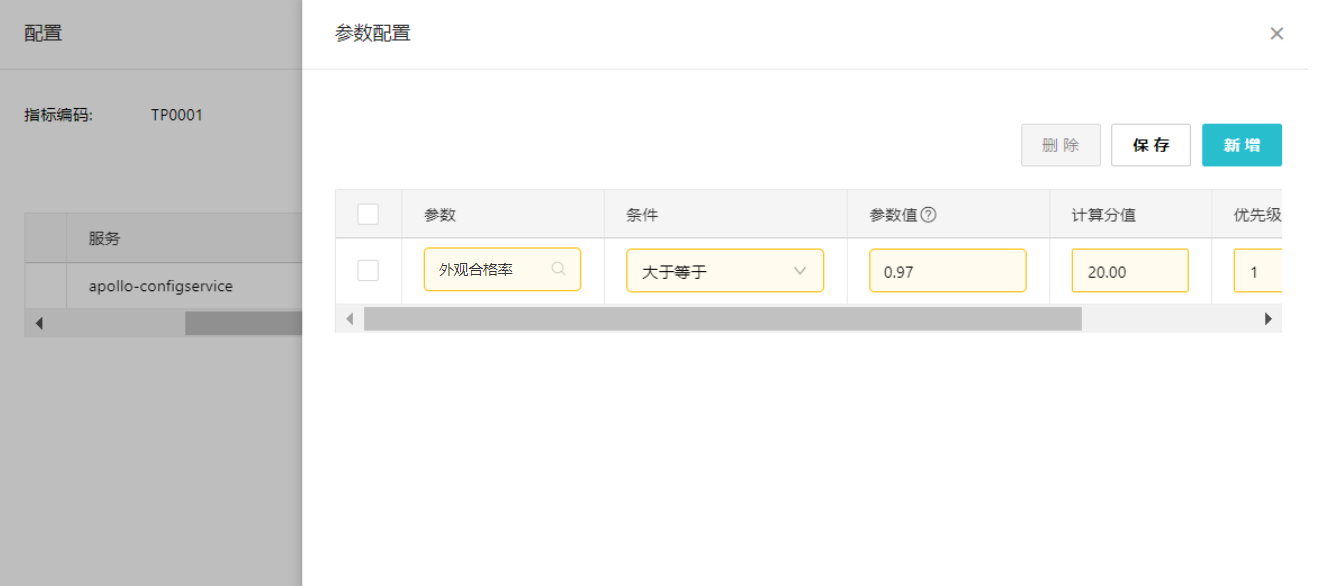 配置
参数配置
指标编码: TP0001
删除 保存 新增
服务
apollo-configservice
参数 条件 参数值 计算分值 优先级
外观合格率 大于等于 0.97 20.00 1